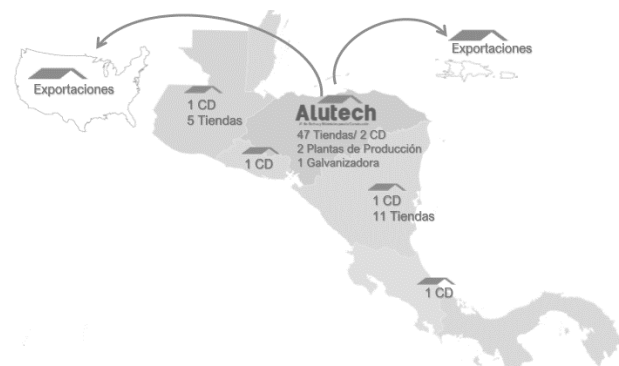 Exportaciones
Exportaciones
1 CD
5 Tiendas
Alutech
47 Tiendas/ 2 CD
2 Plantas de Producción
1 Galvanizadora
1 CD
1 CD
11 Tiendas
1 CD